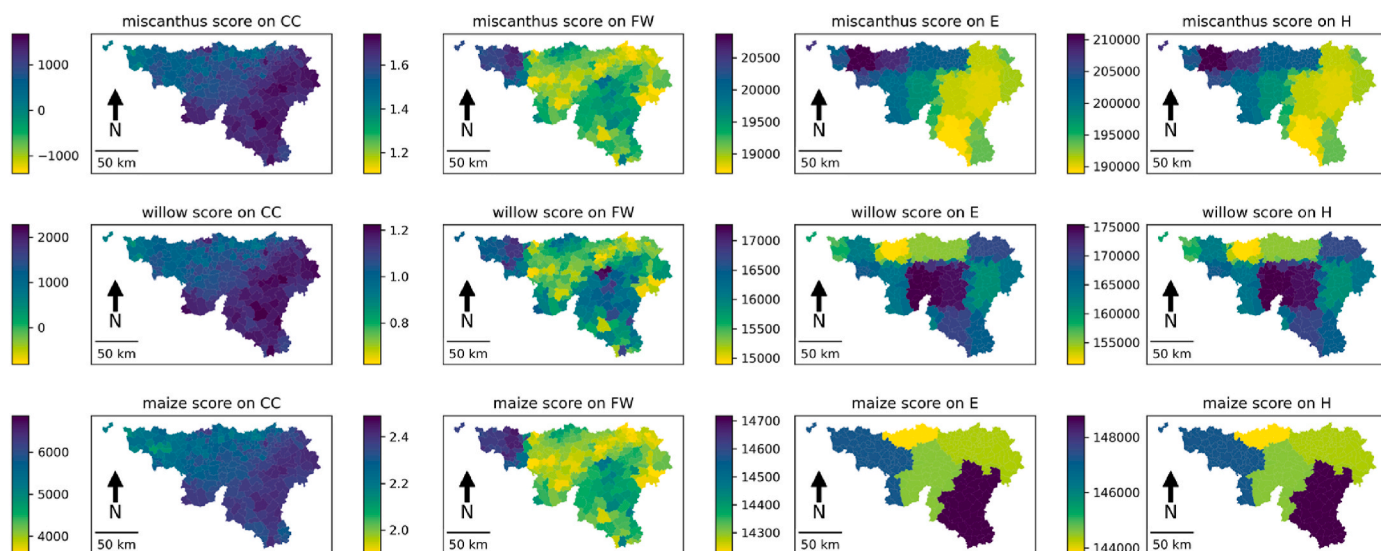 miscanthus score on CC
miscanthus score on FW
miscanthus score on E
miscanthus score on H
1000
0
−1000
N
50 km
1.6
1.4
1.2
N
50 km
20500
20000
19500
19000
N
50 km
210000
205000
200000
195000
190000
N
50 km
willow score on CC
willow score on FW
willow score on E
willow score on H
2000
1000
0
N
50 km
1.2
1.0
0.8
N
50 km
17000
16500
16000
15500
15000
N
50 km
175000
170000
165000
160000
155000
N
50 km
maize score on CC
maize score on FW
maize score on E
maize score on H
6000
5000
4000
N
50 km
2.4
2.2
2.0
N
50 km
14700
14600
14500
14400
14300
N
50 km
148000
146000
144000
N
50 km